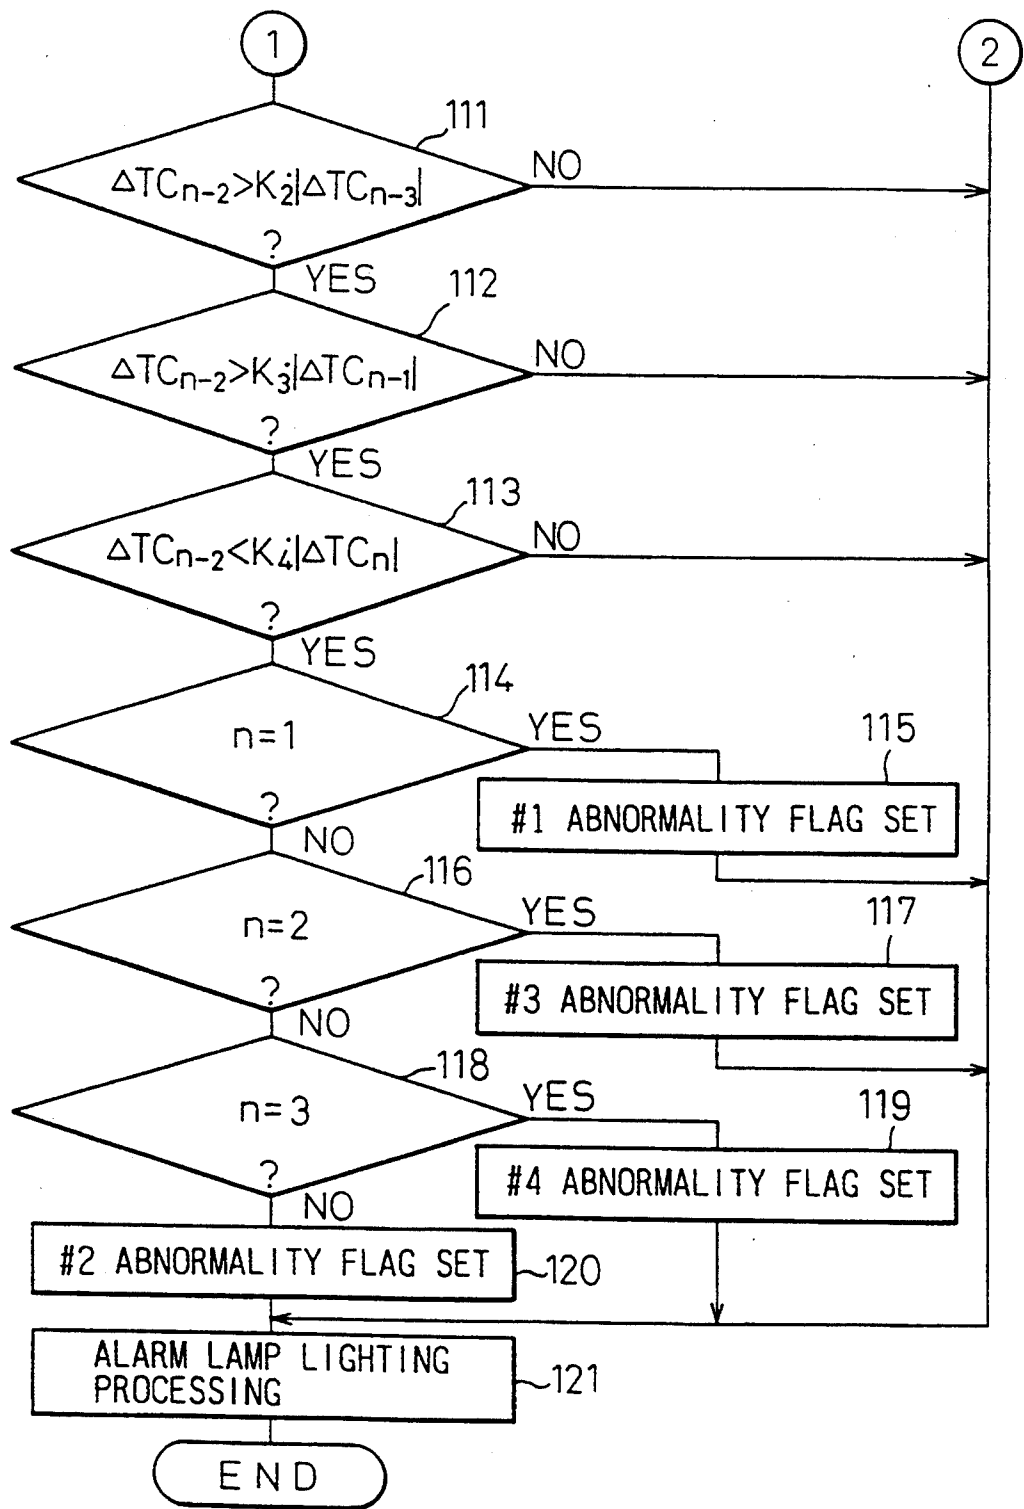 1
2
111
ΔTCn-2>K2·|ΔTCn-3|
?
NO
YES
112
ΔTCn-2>K3·|ΔTCn-1|
?
NO
YES
113
ΔTCn-2<K4·|ΔTCn|
?
NO
YES
114
n=1
?
YES
115
#1 ABNORMALITY FLAG SET
NO
116
n=2
?
YES
117
#3 ABNORMALITY FLAG SET
NO
118
n=3
?
YES
119
#4 ABNORMALITY FLAG SET
NO
#2 ABNORMALITY FLAG SET
120
ALARM LAMP LIGHTING
PROCESSING
121
END